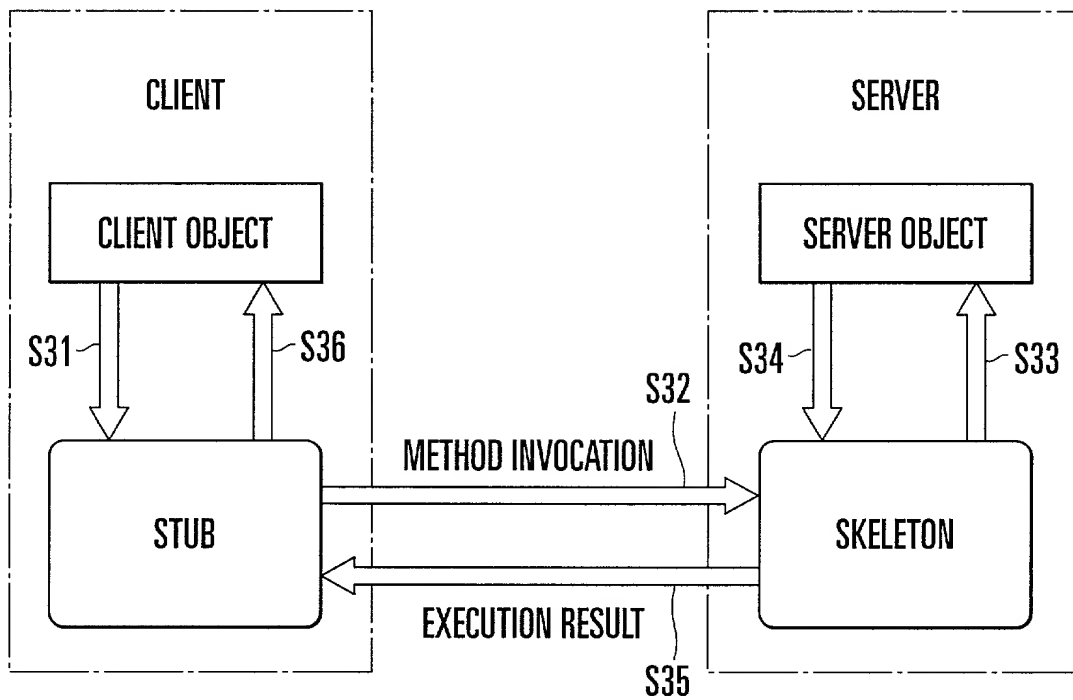 CLIENT
SERVER
CLIENT OBJECT
SERVER OBJECT
S31
S36
S34
S33
S32
METHOD INVOCATION
STUB
SKELETON
EXECUTION RESULT
S35